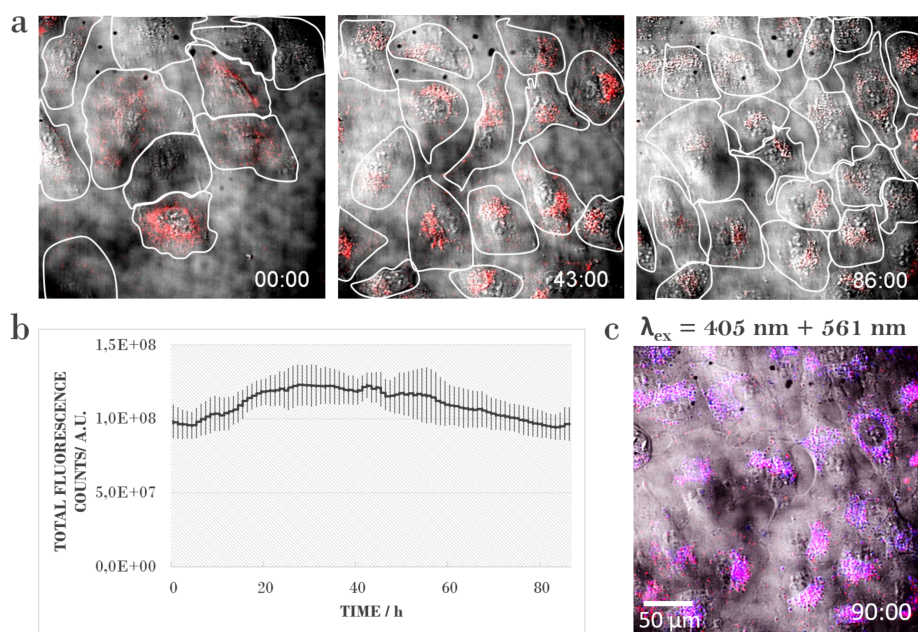 a
00:00
43:00
86:00
b
1,5E+08
1,0E+08
5,0E+07
0,0E+00
TOTAL FLUORESCENCE
COUNTS/ A.U.
0
20
40
60
80
TIME / h
c
λex = 405 nm + 561 nm
90:00
50 μm